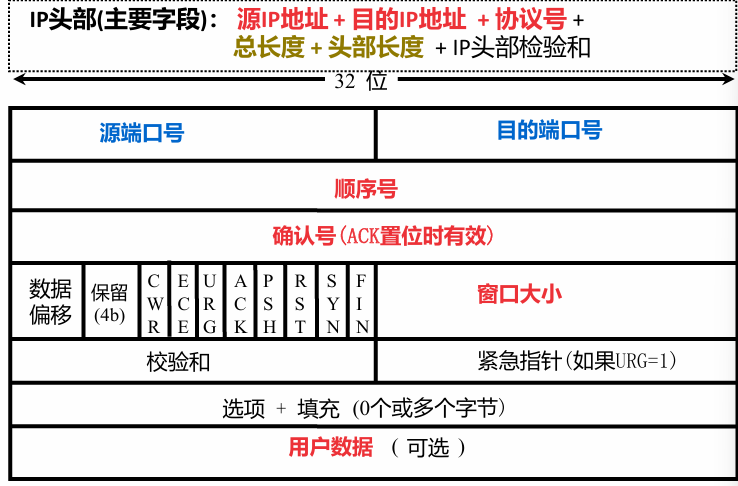 IP头部(主要字段)： 源IP地址 + 目的IP地址 + 协议号 +
总长度 + 头部长度 + IP头部检验和
32 位
源端口号 目的端口号
顺序号
确认号(ACK置位时有效)
数据偏移 保留(4b) CWR ECE URG ACK PSH RST SYN FIN 窗口大小
校验和 紧急指针(如果URG=1)
选项 + 填充 (0个或多个字节)
用户数据 ( 可选 )